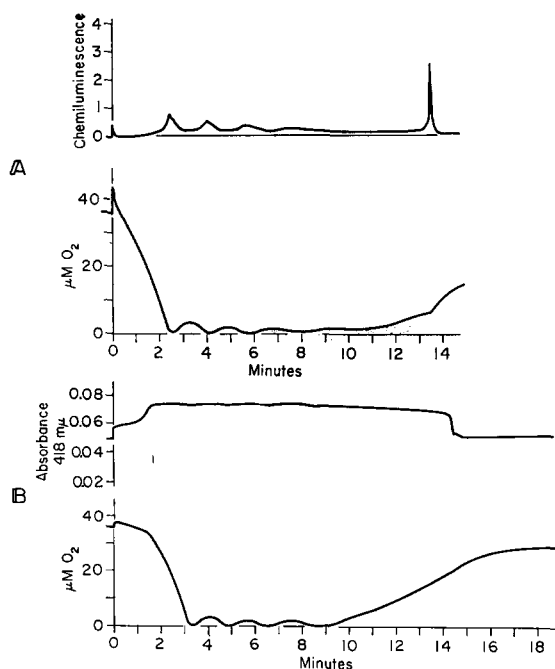 4
3
2
1
0
Chemiluminescence
A
40
20
0
μM O2
0 2 4 6 8 10 12 14
Minutes
0.08
0.06
0.04
0.02
Absorbance
418 mμ
B
40
20
0
μM O2
0 2 4 6 8 10 12 14 16 18
Minutes